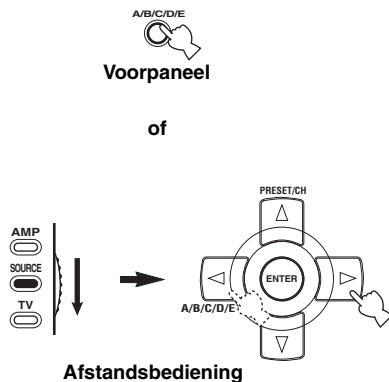 A/B/C/D/E
Voorpaneel
of
PRESET/CH
AMP
SOURCE
TV
ENTER
A/B/C/D/E
Afstandsbediening